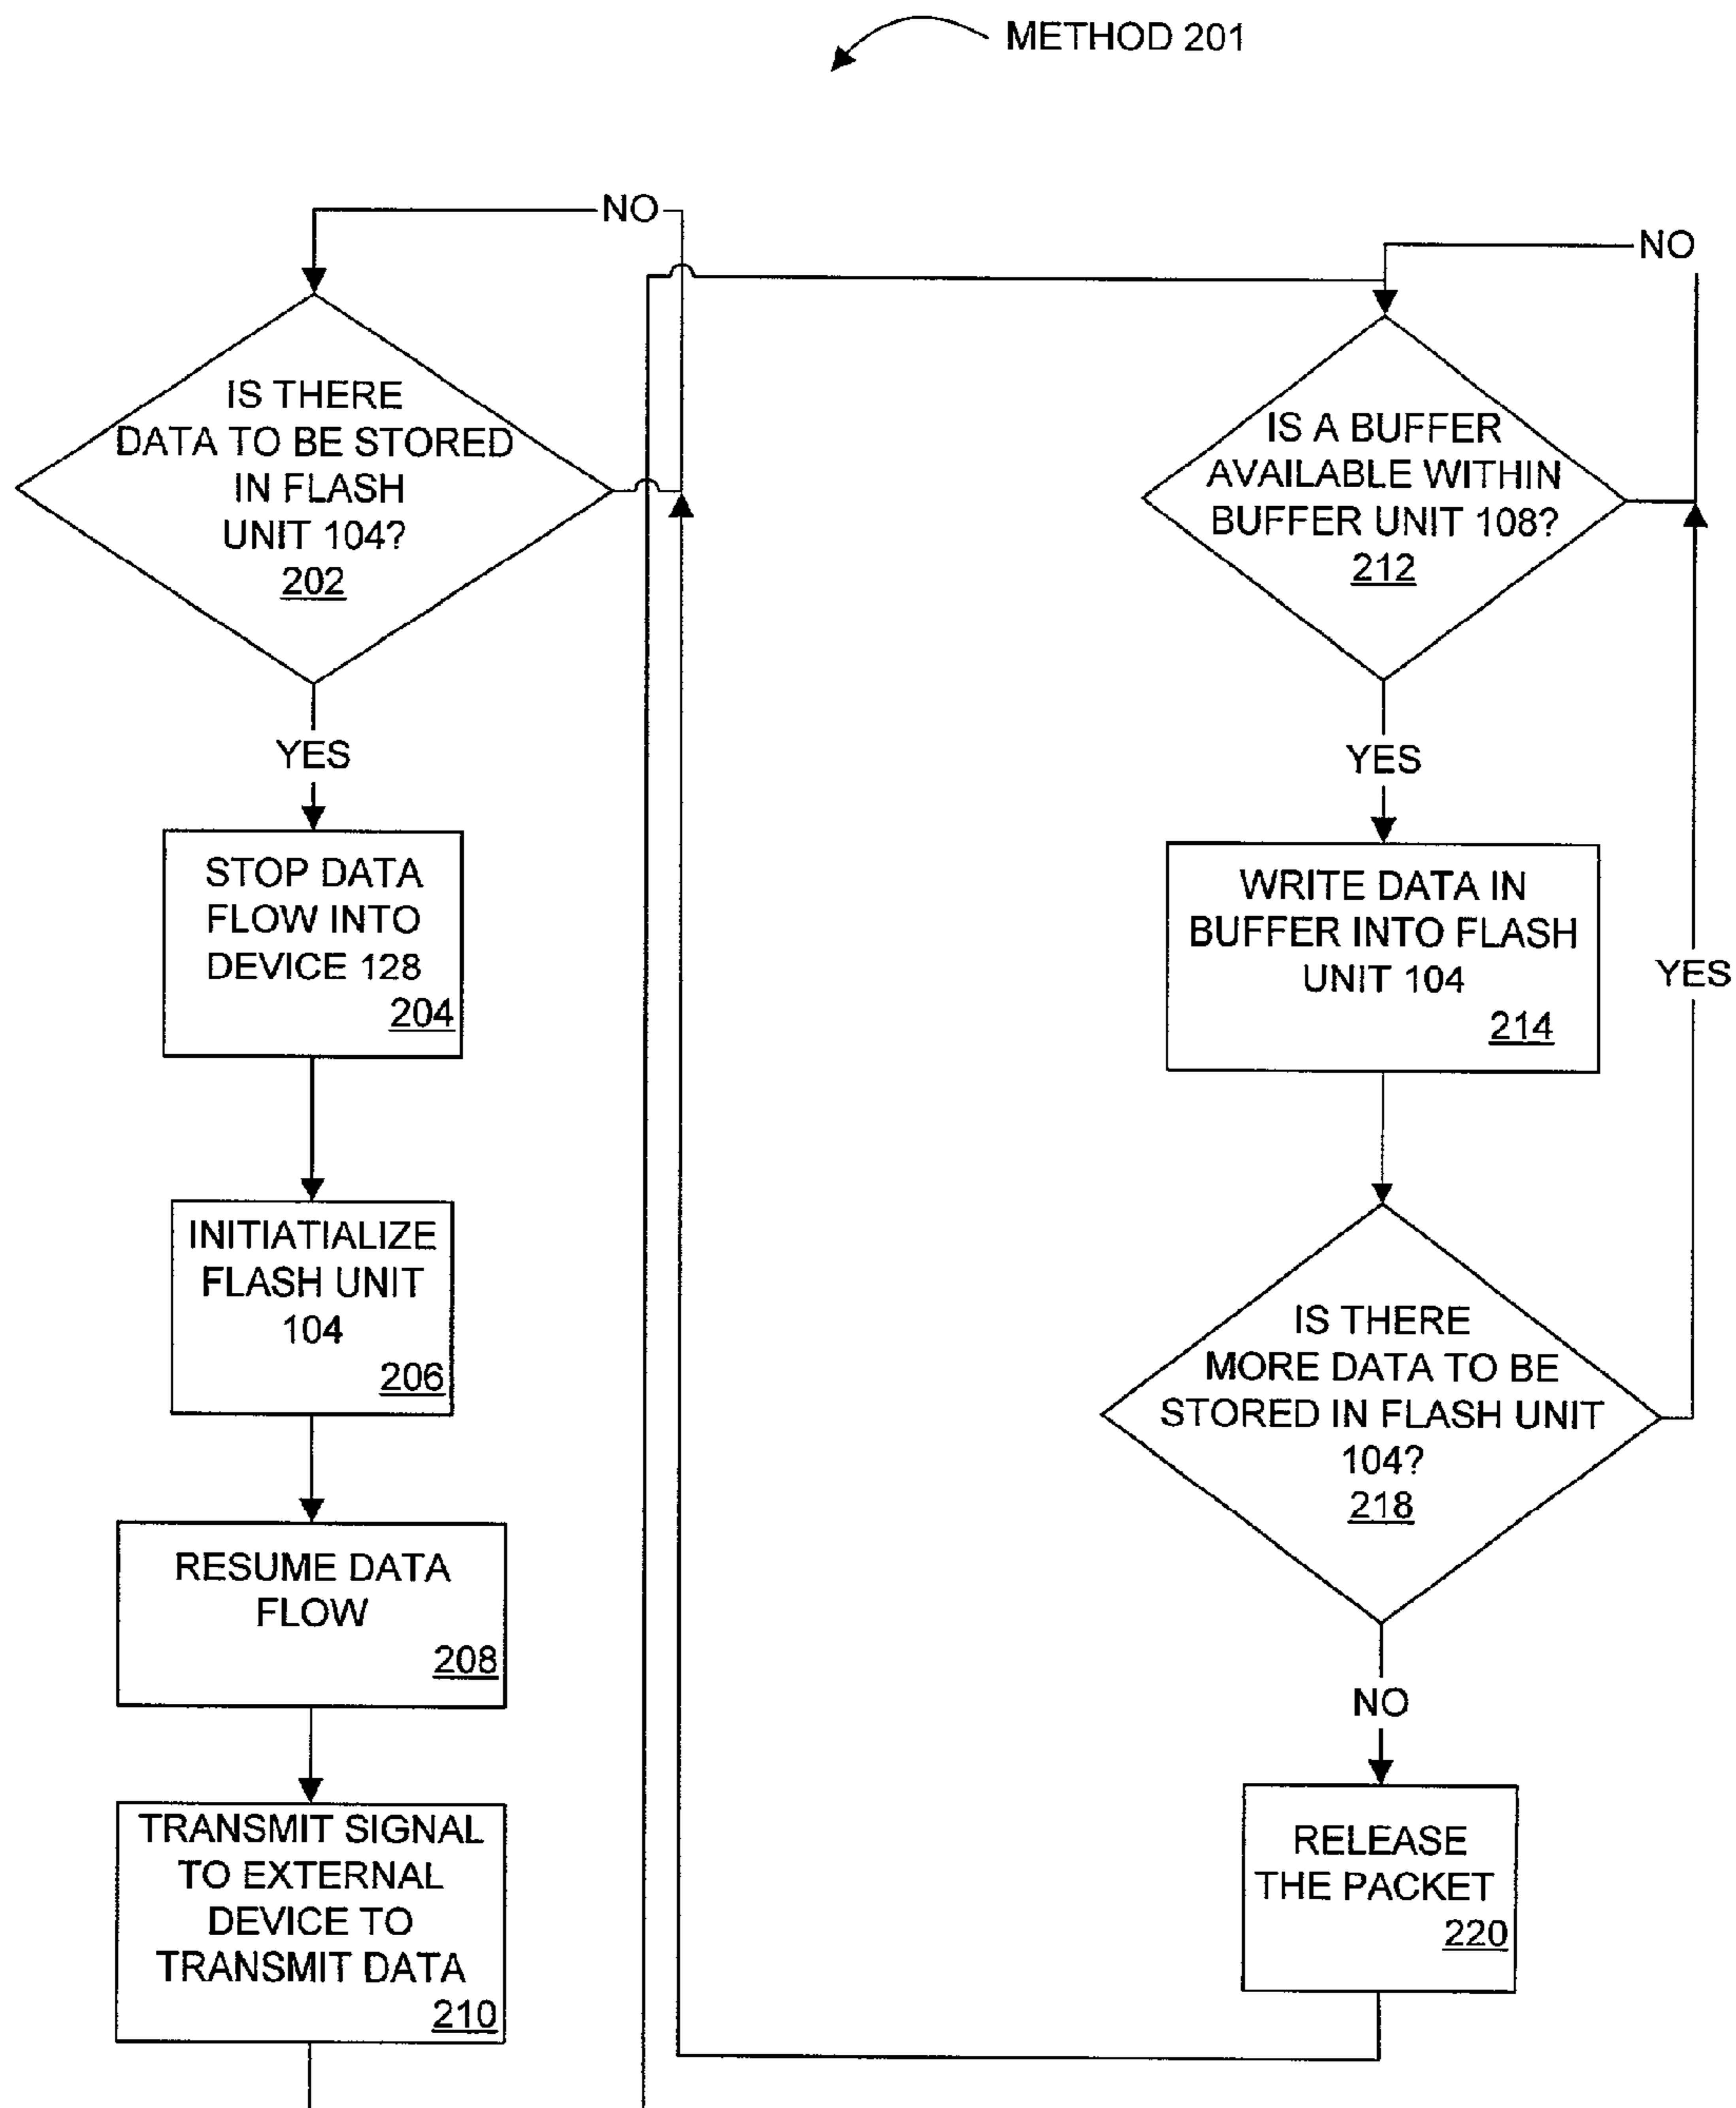 METHOD 201
NO
IS THERE
DATA TO BE STORED
IN FLASH
UNIT 104?
202
YES
STOP DATA
FLOW INTO
DEVICE 128
204
INITIATIALIZE
FLASH UNIT
104
206
RESUME DATA
FLOW
208
TRANSMIT SIGNAL
TO EXTERNAL
DEVICE TO
TRANSMIT DATA
210
NO
IS A BUFFER
AVAILABLE WITHIN
BUFFER UNIT 108?
212
YES
WRITE DATA IN
BUFFER INTO FLASH
UNIT 104
214
YES
IS THERE
MORE DATA TO BE
STORED IN FLASH UNIT
104?
218
NO
RELEASE
THE PACKET
220